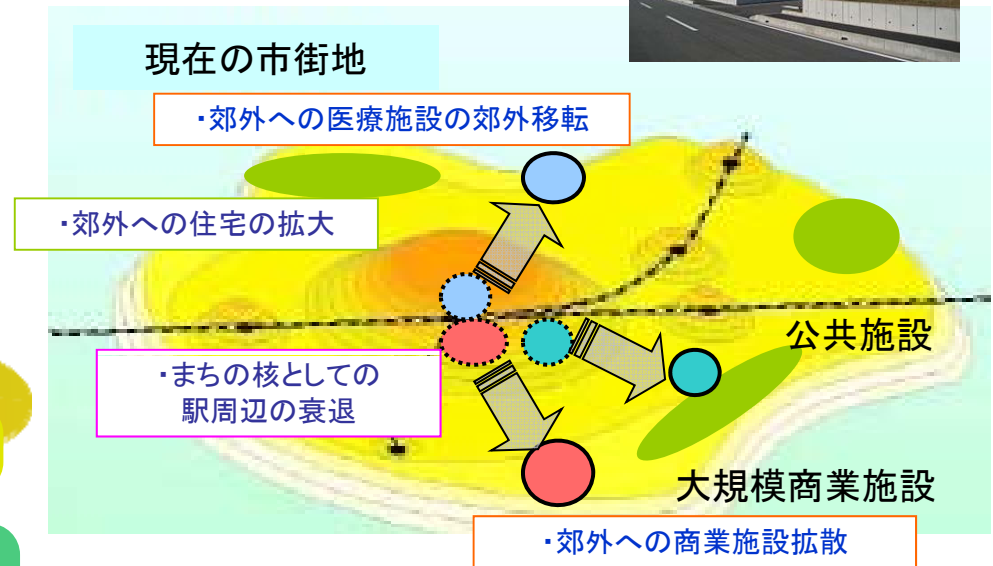 現在の市街地
・郊外への医療施設の郊外移転
・郊外への住宅の拡大
公共施設
・まちの核としての
駅周辺の衰退
大規模商業施設
・郊外への商業施設拡散